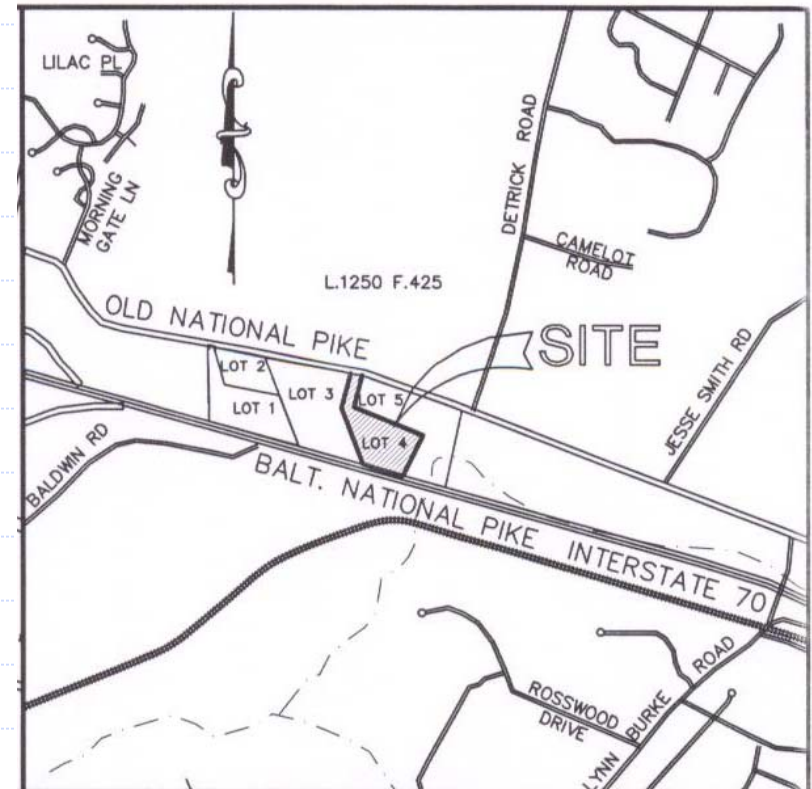 LILAC PL
MORNING
GATE LN
DETRICK ROAD
CAMELOT
ROAD
L.1250 F.425
OLD NATIONAL PIKE
SITE
JESSE SMITH RD
LOT 2
LOT 1
LOT 3
LOT 5
LOT 4
BALDWIN RD
BALT. NATIONAL PIKE INTERSTATE 70
ROSSWOOD
DRIVE
LYNN BURKE ROAD